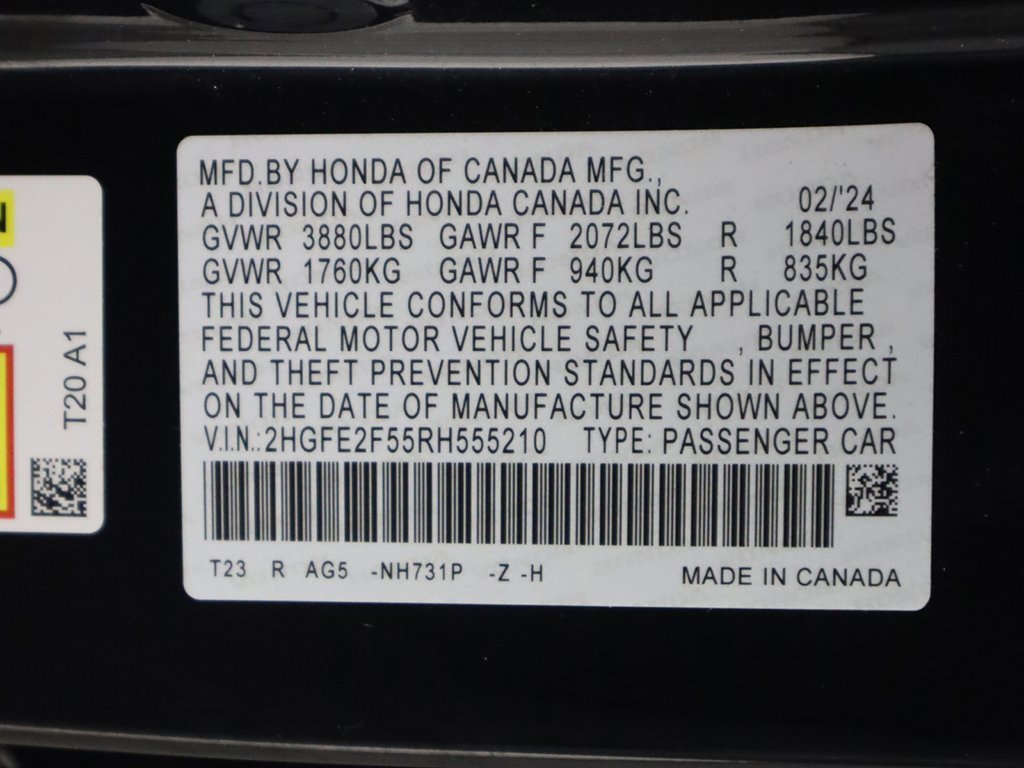 MFD.BY HONDA OF CANADA MFG.,
A DIVISION OF HONDA CANADA INC. 02/'24
GVWR 3880LBS GAWR F 2072LBS R 1840LBS
GVWR 1760KG GAWR F 940KG R 835KG
THIS VEHICLE CONFORMS TO ALL APPLICABLE
FEDERAL MOTOR VEHICLE SAFETY , BUMPER ,
AND THEFT PREVENTION STANDARDS IN EFFECT
ON THE DATE OF MANUFACTURE SHOWN ABOVE.
V.I.N.:2HGFE2F55RH555210 TYPE: PASSENGER CAR
T23 R AG5 -NH731P -Z -H MADE IN CANADA
T20 A1